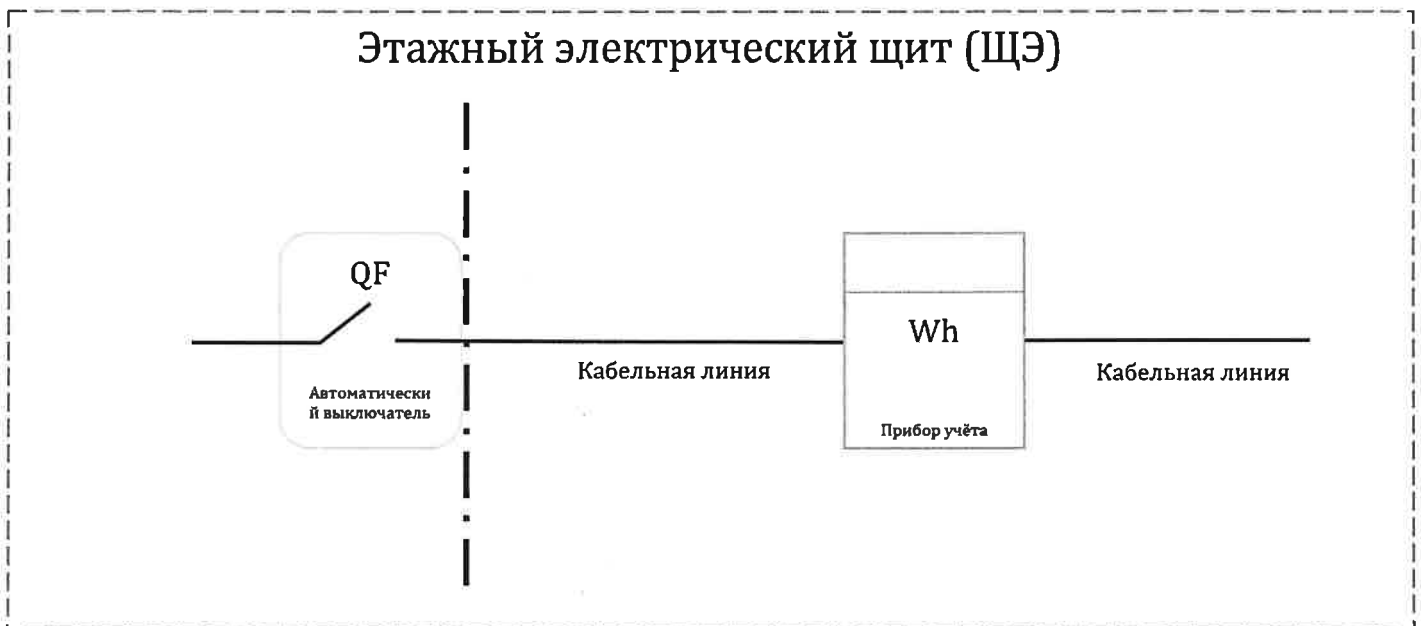 Этажный электрический щит (ЩЭ)
QF
Автоматически
й выключатель
Кабельная линия
Wh
Прибор учёта
Кабельная линия